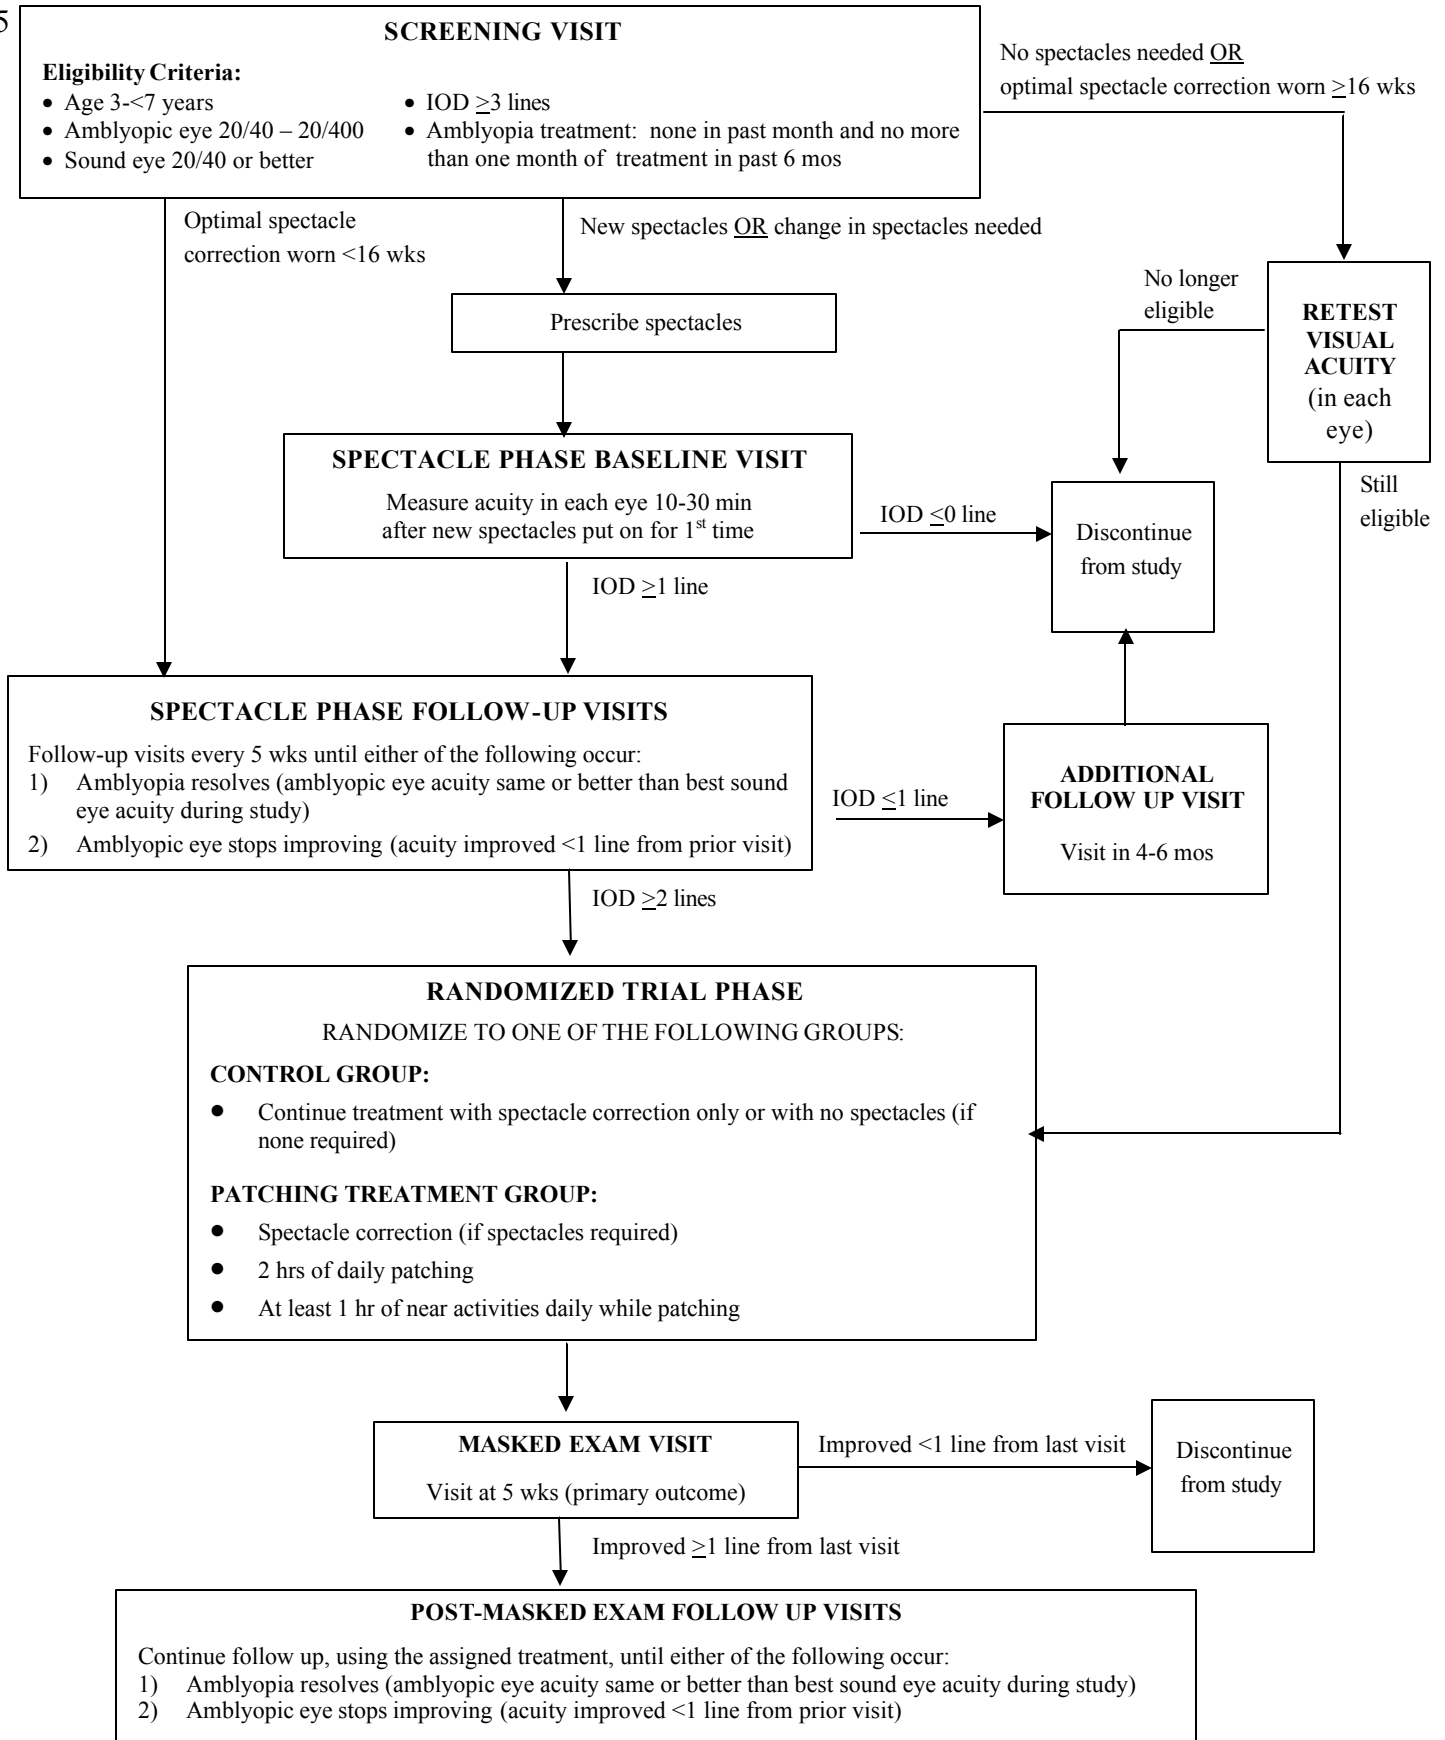 5
SCREENING VISIT
Eligibility Criteria:
• Age 3-<7 years
• Amblyopic eye 20/40 – 20/400
• Sound eye 20/40 or better
• IOD ≥3 lines
• Amblyopia treatment: none in past month and no more
than one month of treatment in past 6 mos
No spectacles needed OR
optimal spectacle correction worn ≥16 wks
Optimal spectacle
correction worn <16 wks
New spectacles OR change in spectacles needed
Prescribe spectacles
No longer
eligible
RETEST
VISUAL
ACUITY
(in each
eye)
SPECTACLE PHASE BASELINE VISIT
Measure acuity in each eye 10-30 min
after new spectacles put on for 1st time
IOD ≤0 line
Discontinue
from study
Still
eligible
IOD ≥1 line
SPECTACLE PHASE FOLLOW-UP VISITS
Follow-up visits every 5 wks until either of the following occur:
1) Amblyopia resolves (amblyopic eye acuity same or better than best sound
eye acuity during study)
2) Amblyopic eye stops improving (acuity improved <1 line from prior visit)
IOD ≤1 line
ADDITIONAL
FOLLOW UP VISIT
Visit in 4-6 mos
IOD ≥2 lines
RANDOMIZED TRIAL PHASE
RANDOMIZE TO ONE OF THE FOLLOWING GROUPS:
CONTROL GROUP:
• Continue treatment with spectacle correction only or with no spectacles (if
none required)
PATCHING TREATMENT GROUP:
• Spectacle correction (if spectacles required)
• 2 hrs of daily patching
• At least 1 hr of near activities daily while patching
MASKED EXAM VISIT
Visit at 5 wks (primary outcome)
Improved <1 line from last visit
Discontinue
from study
Improved ≥1 line from last visit
POST-MASKED EXAM FOLLOW UP VISITS
Continue follow up, using the assigned treatment, until either of the following occur:
1) Amblyopia resolves (amblyopic eye acuity same or better than best sound eye acuity during study)
2) Amblyopic eye stops improving (acuity improved <1 line from prior visit)